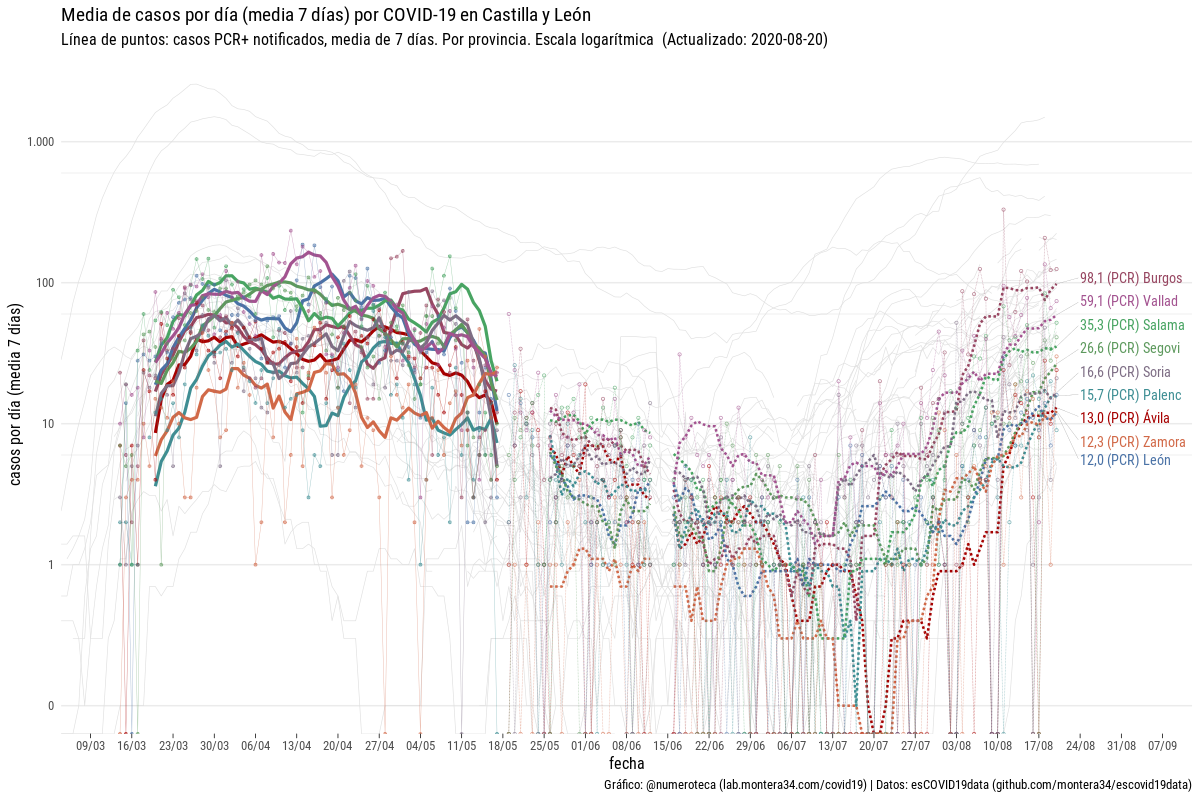 Media de casos por día (media 7 días) por COVID-19 en Castilla y León
Línea de puntos: casos PCR+ notificados, media de 7 días. Por provincia. Escala logarítmica (Actualizado: 2020-08-20)
casos por día (media 7 días)
1.000
100
10
1
0
98,1 (PCR) Burgos
59,1 (PCR) Vallad
35,3 (PCR) Salama
26,6 (PCR) Segovi
16,6 (PCR) Soria
15,7 (PCR) Palenc
13,0 (PCR) Ávila
12,3 (PCR) Zamora
12,0 (PCR) León
09/03 16/03 23/03 30/03 06/04 13/04 20/04 27/04 04/05 11/05 18/05 25/05 01/06 08/06 15/06 22/06 29/06 06/07 13/07 20/07 27/07 03/08 10/08 17/08 24/08 31/08 07/09
fecha
Gráfico: @numeroteca (lab.montera34.com/covid19) | Datos: esCOVID19data (github.com/montera34/escovid19data)